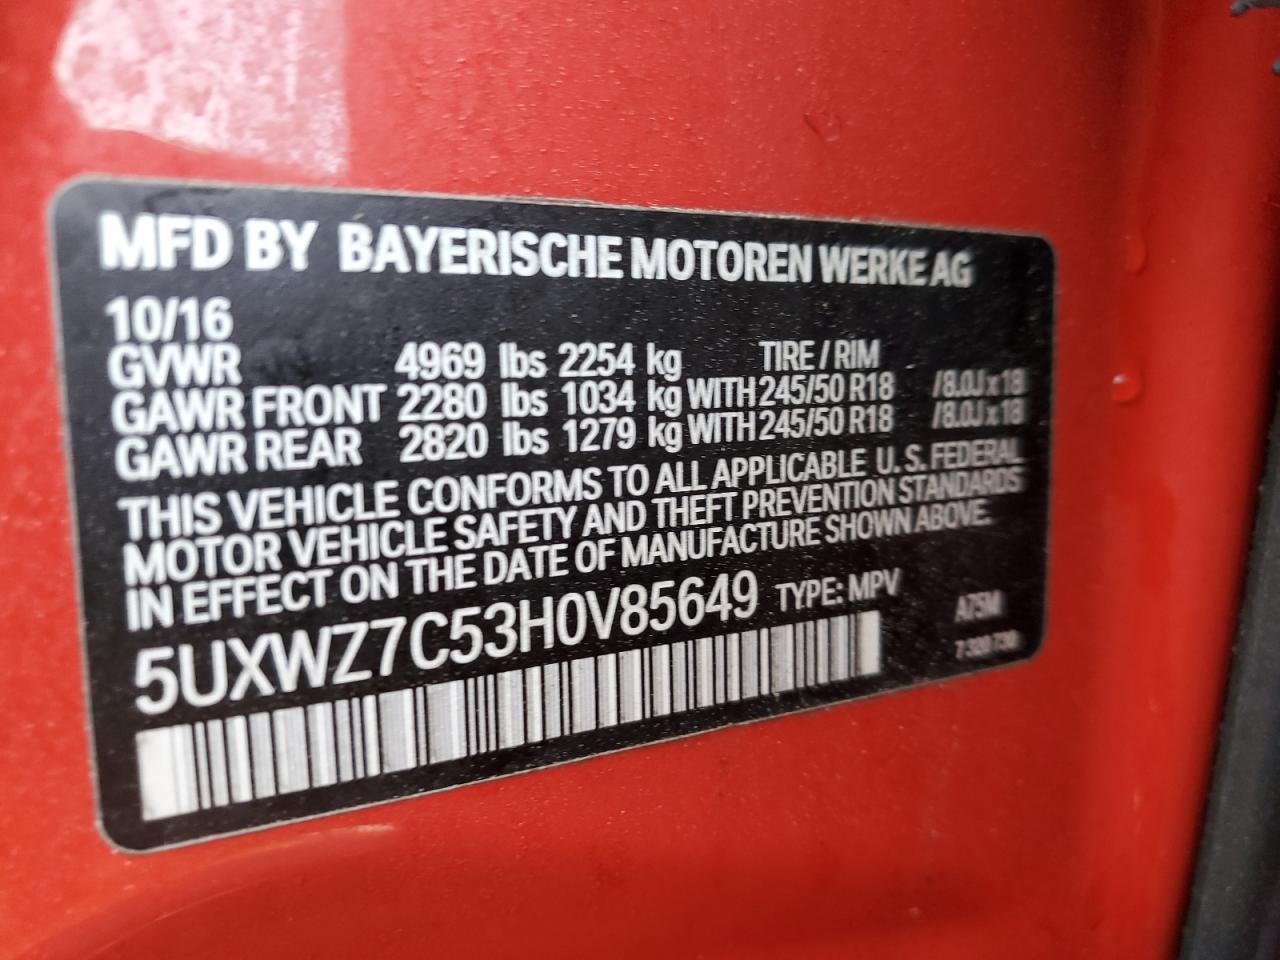 MFD BY BAYERISCHE MOTOREN WERKE AG
10/16
GVWR 4969 lbs 2254 kg TIRE / RIM
GAWR FRONT 2280 lbs 1034 kg WITH 245/50 R18 /8.0J x 18
GAWR REAR 2820 lbs 1279 kg WITH 245/50 R18 /8.0J x 18
THIS VEHICLE CONFORMS TO ALL APPLICABLE U.S. FEDERAL
MOTOR VEHICLE SAFETY AND THEFT PREVENTION STANDARDS
IN EFFECT ON THE DATE OF MANUFACTURE SHOWN ABOVE.
5UXWZ7C53H0V85649 TYPE: MPV A75M